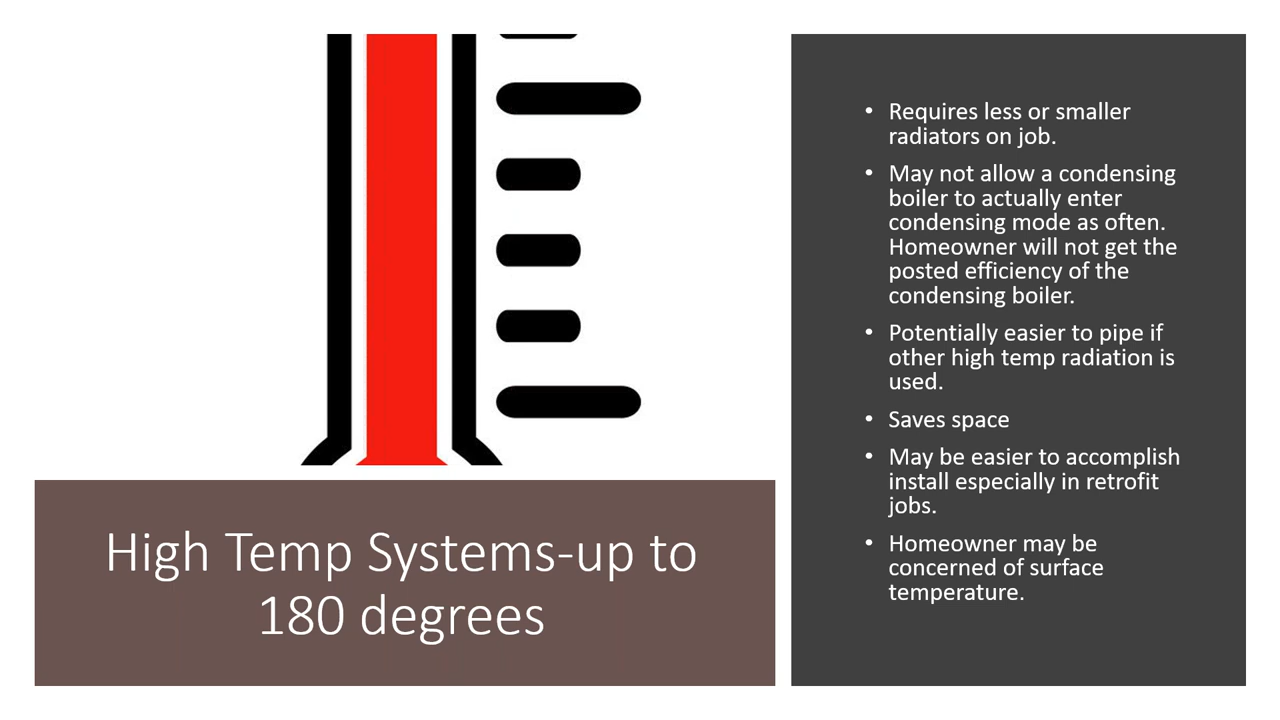 High Temp Systems-up to
180 degrees
• Requires less or smaller
radiators on job.
• May not allow a condensing
boiler to actually enter
condensing mode as often.
Homeowner will not get the
posted efficiency of the
condensing boiler.
• Potentially easier to pipe if
other high temp radiation is
used.
• Saves space
• May be easier to accomplish
install especially in retrofit
jobs.
• Homeowner may be
concerned of surface
temperature.